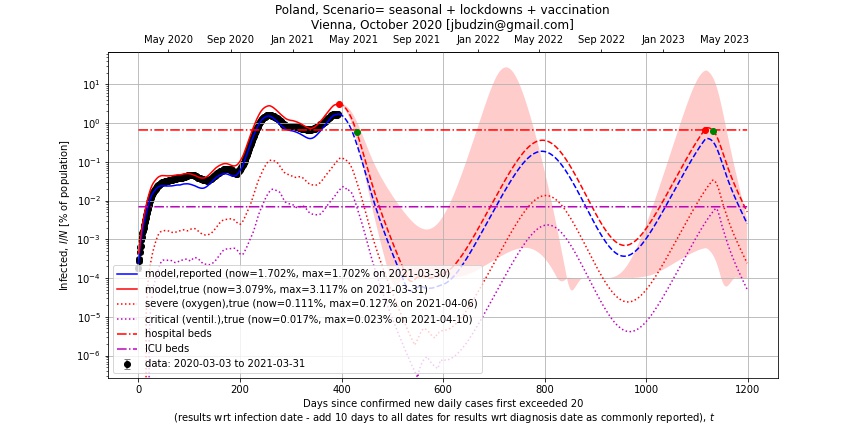 Poland, Scenario= seasonal + lockdowns + vaccination
Vienna, October 2020 [jbudzin@gmail.com]
May 2020 Sep 2020 Jan 2021 May 2021 Sep 2021 Jan 2022 May 2022 Sep 2022 Jan 2023 May 2023
Infected, I/N [% of population]
10¹
10⁰
10⁻¹
10⁻²
10⁻³
10⁻⁴
10⁻⁵
10⁻⁶
model,reported (now=1.702%, max=1.702% on 2021-03-30)
model,true (now=3.079%, max=3.117% on 2021-03-31)
severe (oxygen),true (now=0.111%, max=0.127% on 2021-04-06)
critical (ventil.),true (now=0.017%, max=0.023% on 2021-04-10)
hospital beds
ICU beds
data: 2020-03-03 to 2021-03-31
0 200 400 600 800 1000 1200
Days since confirmed new daily cases first exceeded 20
(results wrt infection date - add 10 days to all dates for results wrt diagnosis date as commonly reported), t